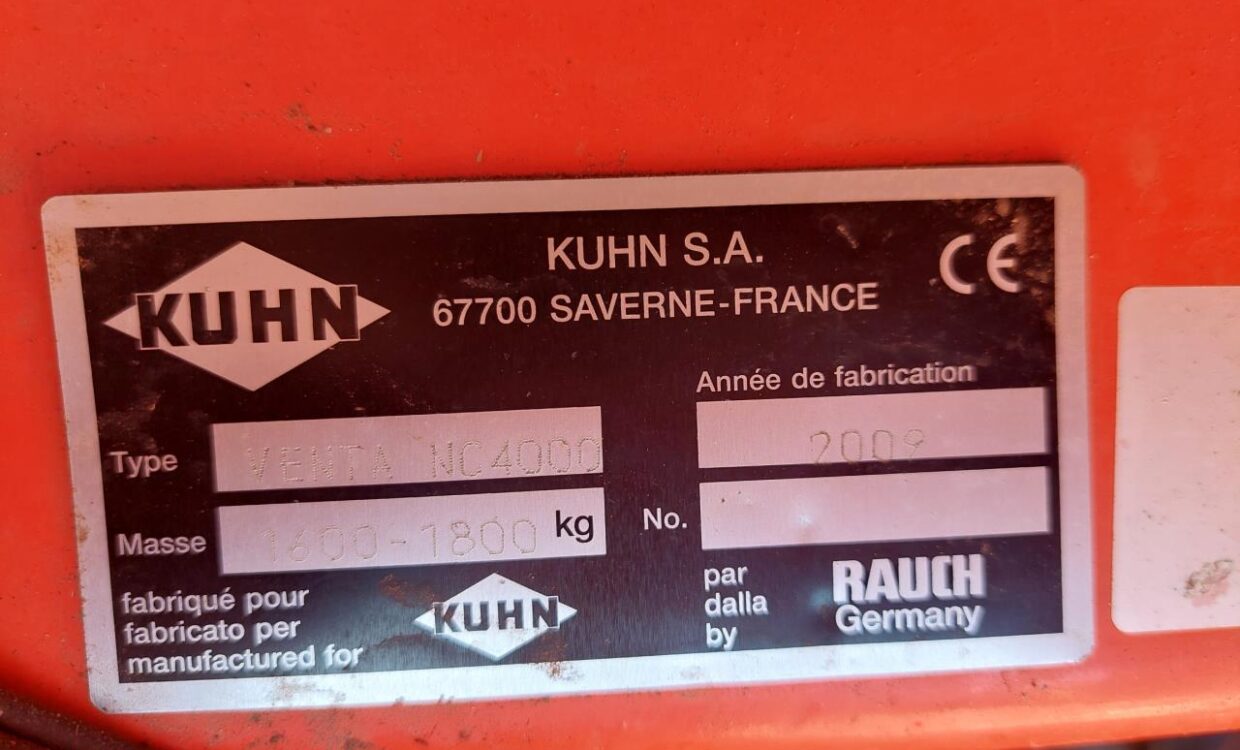 KUHN
KUHN S.A.
67700 SAVERNE-FRANCE
CE
Année de fabrication
2009
Type VENTA NC4000
Masse 1600-1800 kg
No.
fabriqué pour
fabricato per
manufactured for
KUHN
par
dalla
by
RAUCH
Germany